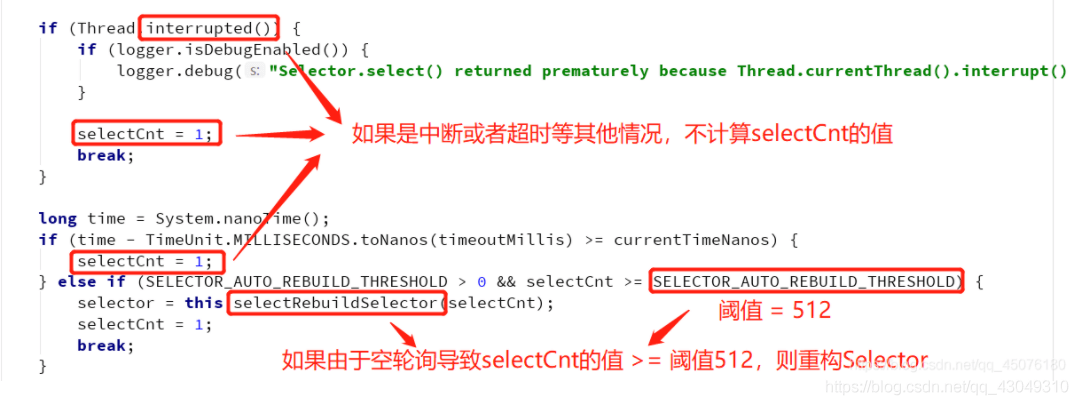 if (Thread.interrupted()) {
if (logger.isDebugEnabled()) {
logger.debug( s: "Selector.select() returned prematurely because Thread.currentThread().interrupt()
}
selectCnt = 1;
如果是中断或者超时等其他情况，不计算selectCnt的值
break;
}
long time = System.nanoTime();
if (time - TimeUnit.MILLISECONDS.toNanos(timeoutMillis) >= currentTimeNanos) {
selectCnt = 1;
} else if (SELECTOR_AUTO_REBUILD_THRESHOLD > 0 && selectCnt >= SELECTOR_AUTO_REBUILD_THRESHOLD) {
selector = this.selectRebuildSelector(selectCnt);
阈值 = 512
selectCnt = 1;
break;
如果由于空轮询导致selectCnt的值 >= 阈值512，则重构Selector
}
https://blog.csdn.net/qq_45076180
https://blog.csdn.net/qq_43049310